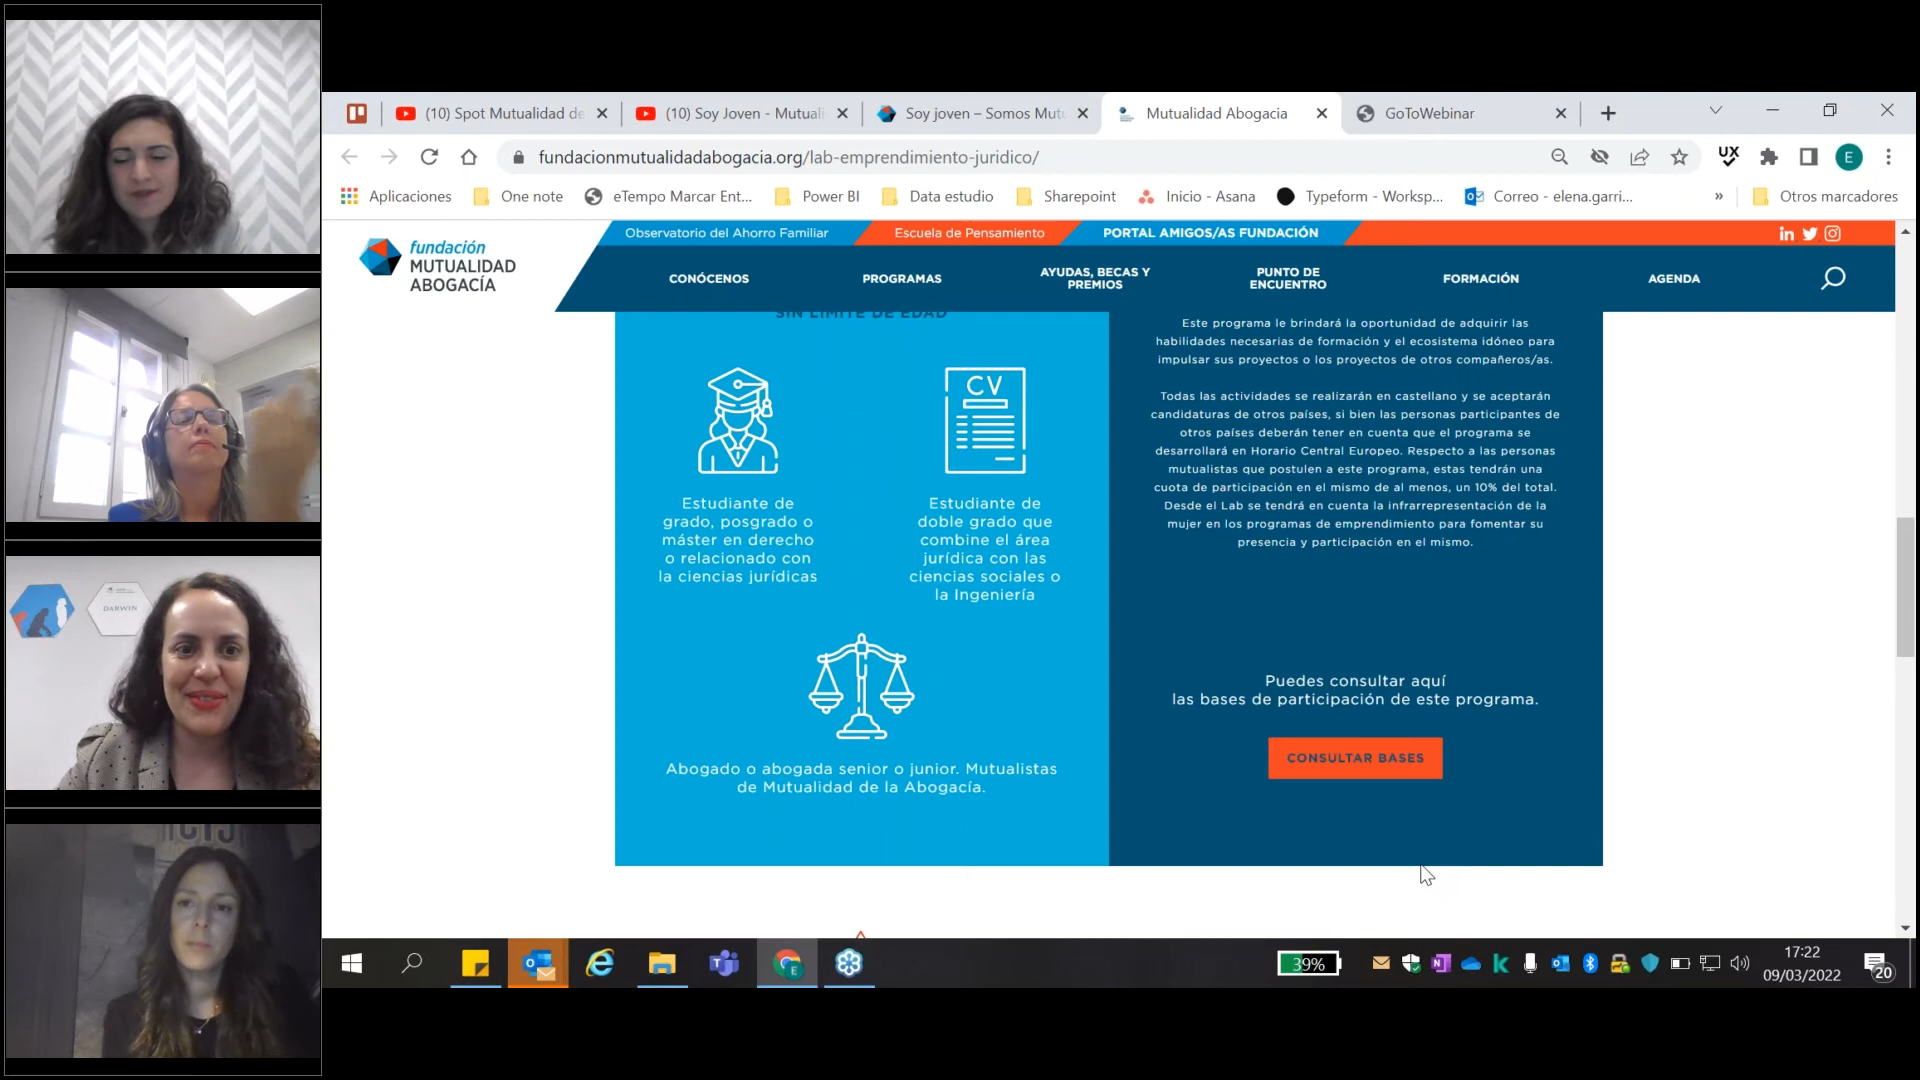 (10) Spot Mutualidad de
(10) Soy Joven - Mutuali
Soy joven – Somos Mutu
Mutualidad Abogacia
GoToWebinar
fundacionmutualidadabogacia.org/lab-emprendimiento-juridico/
UX
E
Aplicaciones
One note
eTempo Marcar Ent...
Power BI
Data estudio
Sharepoint
Inicio - Asana
Typeform - Worksp...
Correo - elena.garri...
»
Otros marcadores
Observatorio del Ahorro Familiar
Escuela de Pensamiento
PORTAL AMIGOS/AS FUNDACIÓN
in
fundación
MUTUALIDAD
ABOGACÍA
CONÓCENOS
PROGRAMAS
AYUDAS, BECAS Y
PREMIOS
PUNTO DE
ENCUENTRO
FORMACIÓN
AGENDA
SIN LÍMITE DE EDAD
CV
Estudiante de
grado, posgrado o
máster en derecho
o relacionado con
la ciencias jurídicas
Estudiante de
doble grado que
combine el área
jurídica con las
ciencias sociales o
la Ingeniería
Abogado o abogada senior o junior. Mutualistas
de Mutualidad de la Abogacía.
Este programa le brindará la oportunidad de adquirir las
habilidades necesarias de formación y el ecosistema idóneo para
impulsar sus proyectos o los proyectos de otros compañeros/as.
Todas las actividades se realizarán en castellano y se aceptarán
candidaturas de otros países, si bien las personas participantes de
otros países deberán tener en cuenta que el programa se
desarrollará en Horario Central Europeo. Respecto a las personas
mutualistas que postulen a este programa, estas tendrán una
cuota de participación en el mismo de al menos, un 10% del total.
Desde el Lab se tendrá en cuenta la infrarrepresentación de la
mujer en los programas de emprendimiento para fomentar su
presencia y participación en el mismo.
Puedes consultar aquí
las bases de participación de este programa.
CONSULTAR BASES
DARWIN
39%
17:22
09/03/2022
20